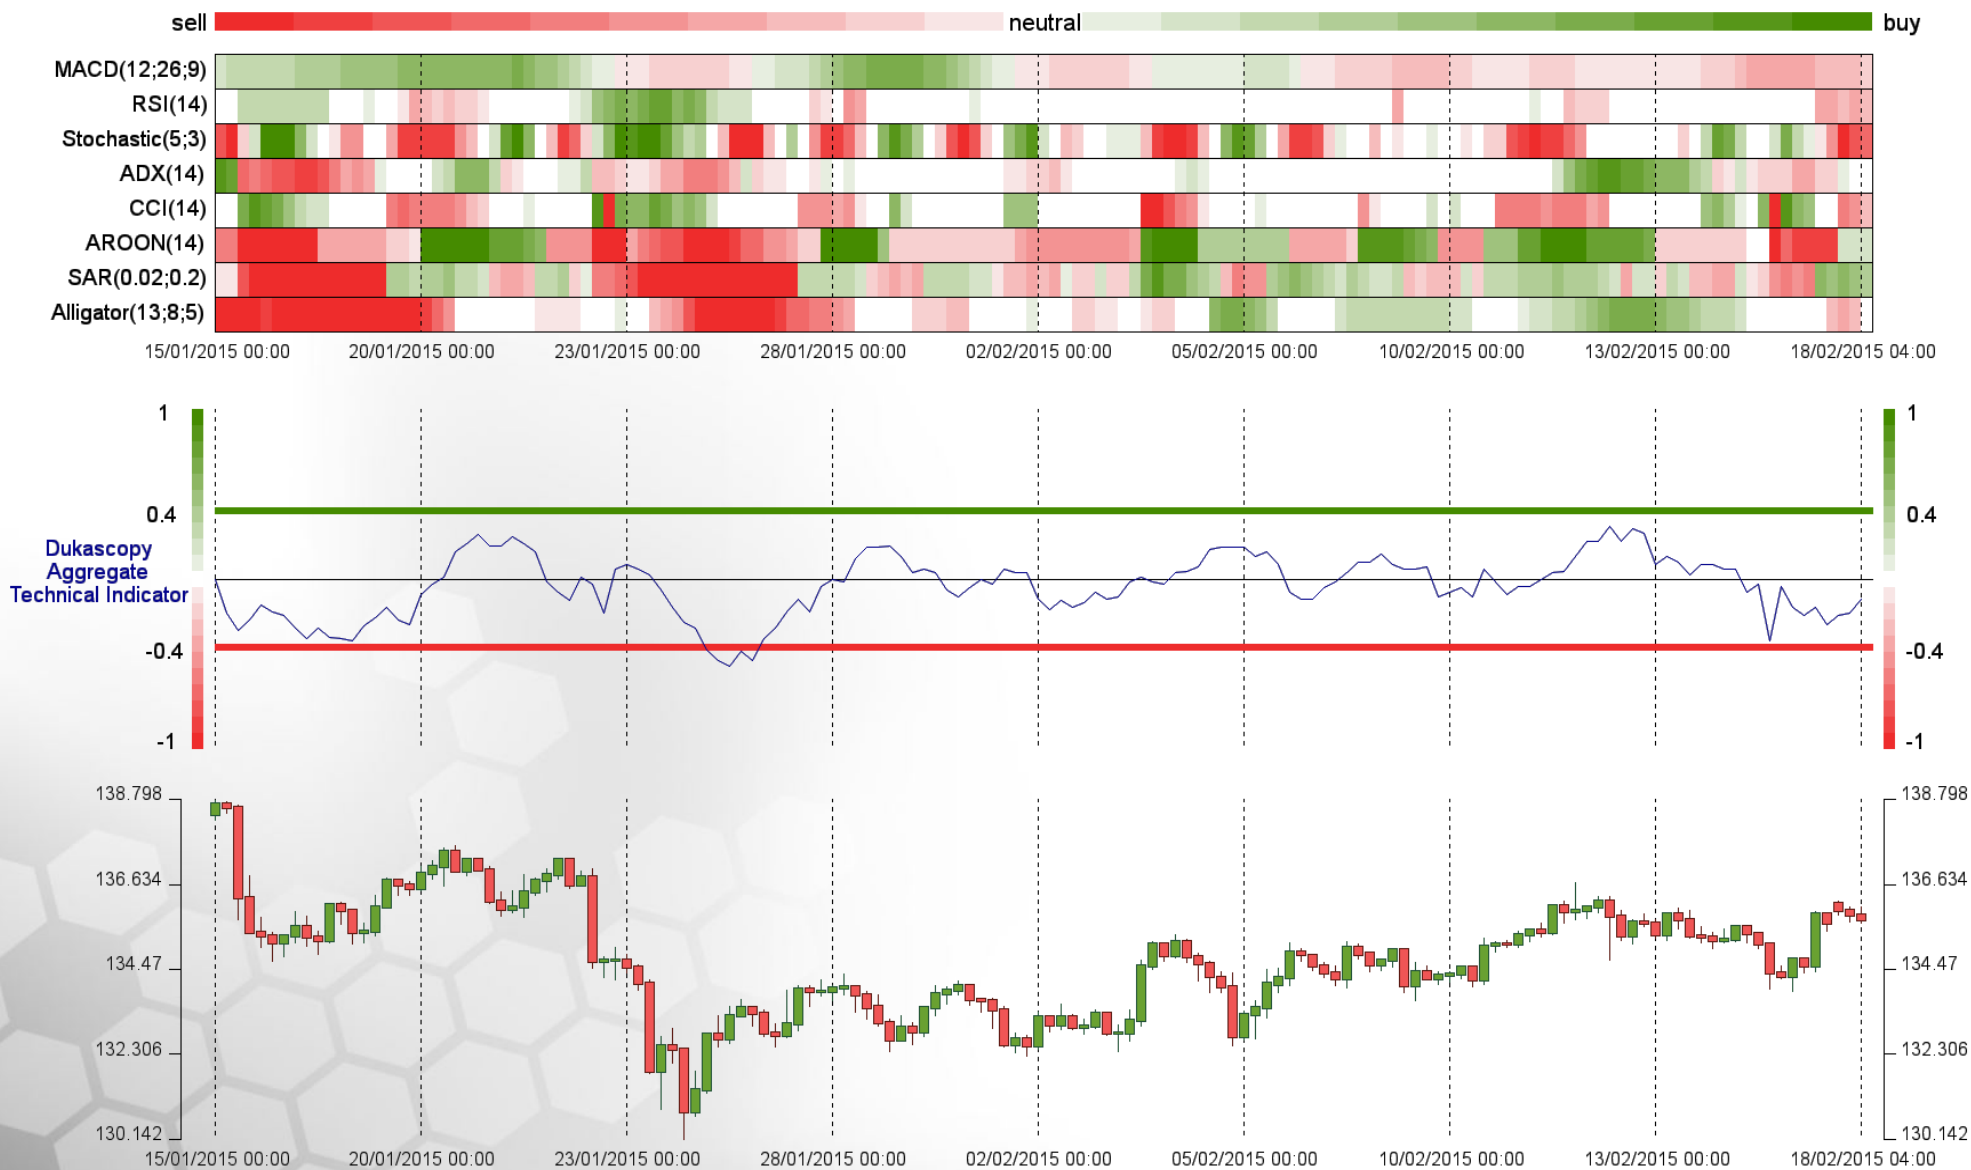 sell neutral buy
MACD(12;26;9)
RSI(14)
Stochastic(5;3)
ADX(14)
CCI(14)
AROON(14)
SAR(0.02;0.2)
Alligator(13;8;5)
15/01/2015 00:00 20/01/2015 00:00 23/01/2015 00:00 28/01/2015 00:00 02/02/2015 00:00 05/02/2015 00:00 10/02/2015 00:00 13/02/2015 00:00 18/02/2015 04:00
1 1
0.4 0.4
Dukascopy
Aggregate
Technical Indicator
-0.4 -0.4
-1 -1
138.798 138.798
136.634 136.634
134.47 134.47
132.306 132.306
130.142 130.142
15/01/2015 00:00 20/01/2015 00:00 23/01/2015 00:00 28/01/2015 00:00 02/02/2015 00:00 05/02/2015 00:00 10/02/2015 00:00 13/02/2015 00:00 18/02/2015 04:00